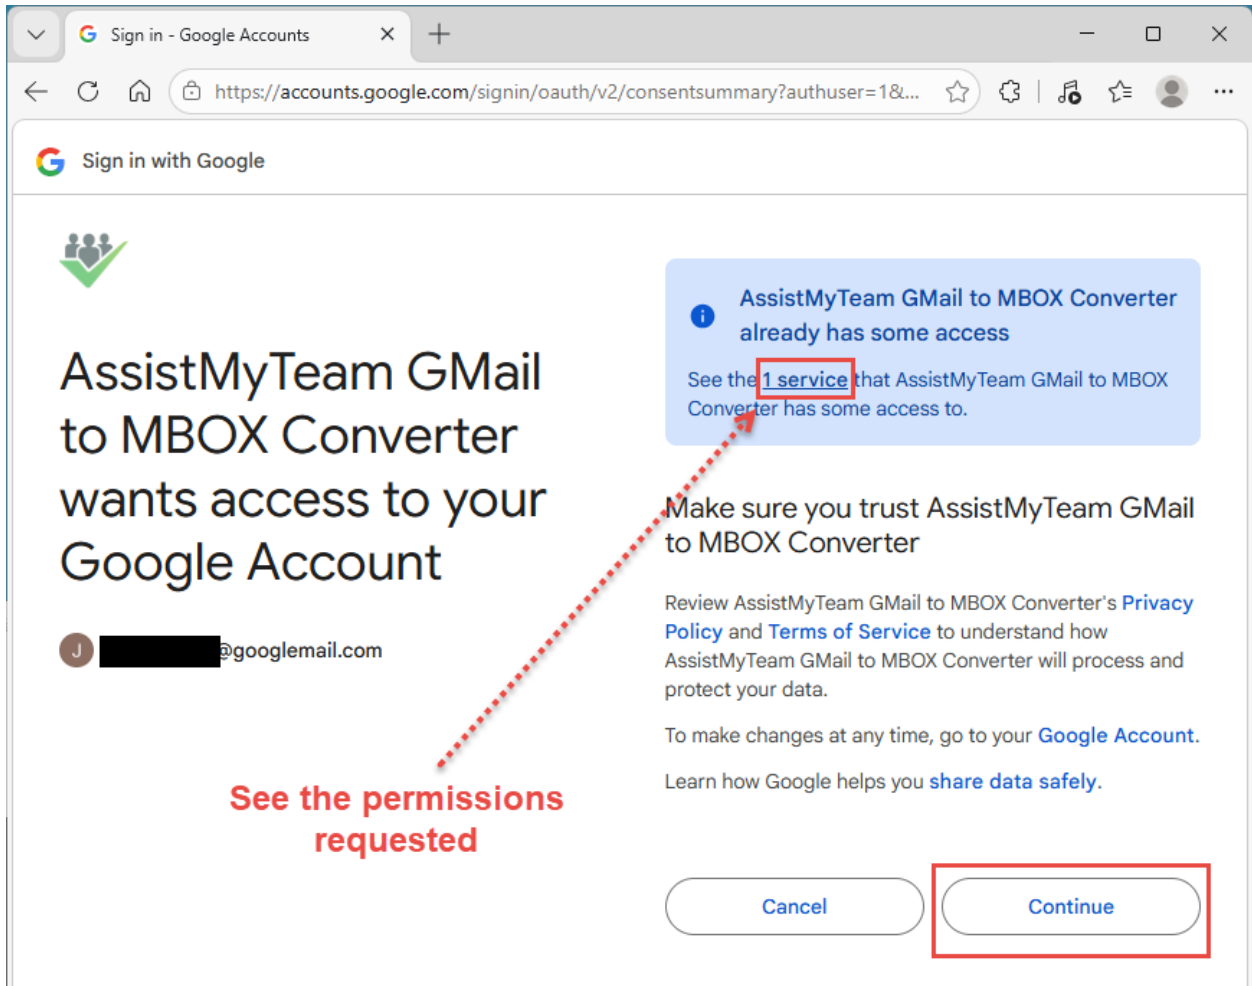 Sign in - Google Accounts
https://accounts.google.com/signin/oauth/v2/consentsummary?authuser=1&...
Sign in with Google
AssistMyTeam GMail
to MBOX Converter
wants access to your
Google Account
J
@googlemail.com
AssistMyTeam GMail to MBOX Converter
already has some access
See the 1 service that AssistMyTeam GMail to MBOX
Converter has some access to.
Make sure you trust AssistMyTeam GMail
to MBOX Converter
Review AssistMyTeam GMail to MBOX Converter's Privacy
Policy and Terms of Service to understand how
AssistMyTeam GMail to MBOX Converter will process and
protect your data.
To make changes at any time, go to your Google Account.
Learn how Google helps you share data safely.
See the permissions
requested
Cancel
Continue